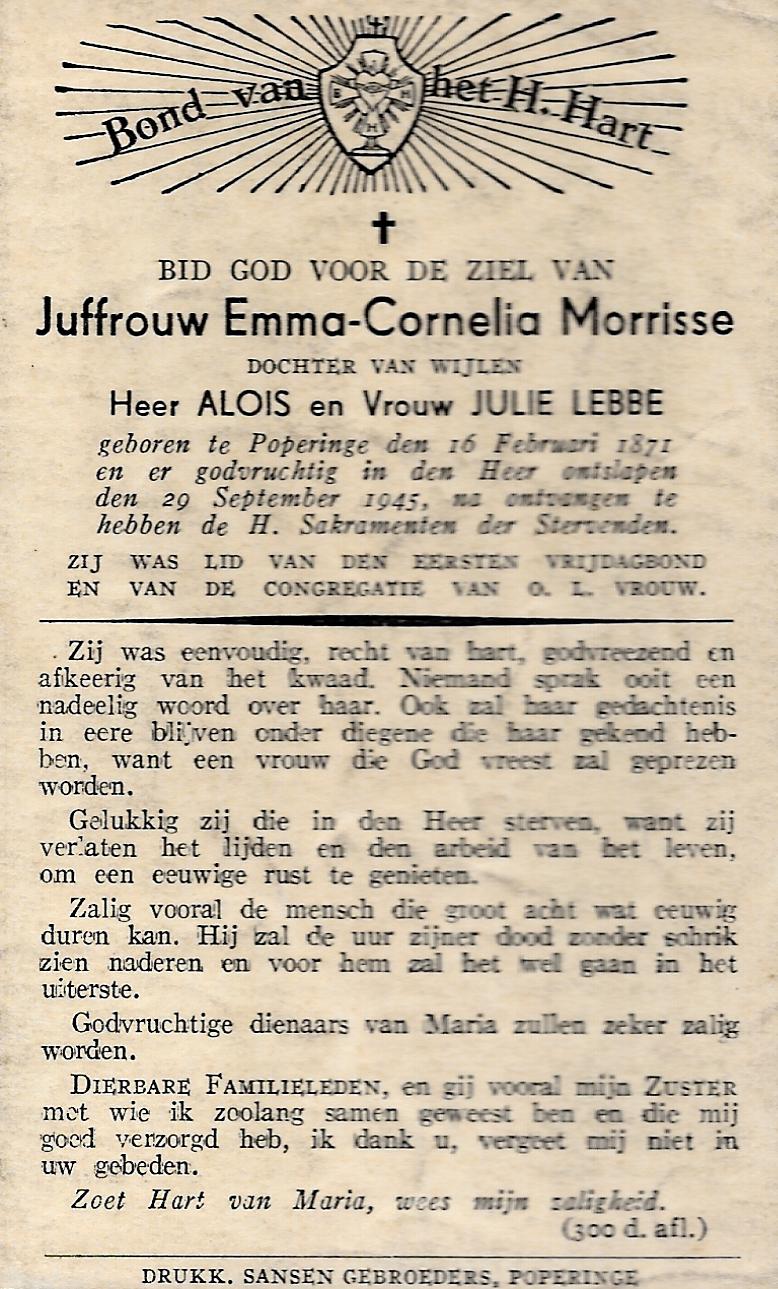 Bond van het H. Hart
BID GOD VOOR DE ZIEL VAN
Juffrouw Emma-Cornelia Morrisse
DOCHTER VAN WIJLEN
Heer ALOIS en Vrouw JULIE LEBBE
geboren te Poperinge den 16 Februari 1871
en er godvruchtig in den Heer ontslapen
den 29 September 1945, na ontvangen te
hebben de H. Sakramenten der Stervenden.
ZIJ WAS LID VAN DEN EERSTEN VRIJDAGBOND
EN VAN DE CONGREGATIE VAN O. L. VROUW.
Zij was eenvoudig, recht van hart, godvreezend en
afkeerig van het kwaad. Niemand sprak ooit een
nadeelig woord over haar. Ook zal haar gedachtenis
in eere blijven onder diegene die haar gekend heb-
ben, want een vrouw die God vreest zal geprezen
worden.
Gelukkig zij die in den Heer sterven, want zij
verlaten het lijden en den arbeid van het leven,
om een eeuwige rust te genieten.
Zalig vooral de mensch die groot acht wat eeuwig
duren kan. Hij zal de uur zijner dood zonder schrik
zien naderen en voor hem zal het wel gaan in het
uiterste.
Godvruchtige dienaars van Maria zullen zeker zalig
worden.
DIERBARE FAMILIELEDEN, en gij vooral mijn ZUSTER
met wie ik zoolang samen geweest ben en die mij
goed verzorgd heb, ik dank u, vergeet mij niet in
uw gebeden.
Zoet Hart van Maria, wees mijn zaligheid.
(300 d. afl.)
DRUKK. SANSEN GEBROEDERS, POPERINGE